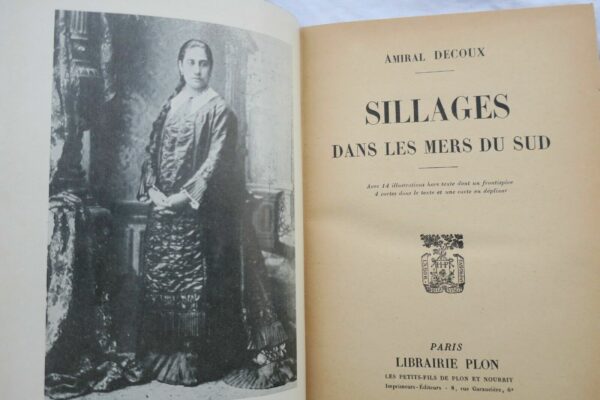 AMIRAL DECOUX
SILLAGES
DANS LES MERS DU SUD
Avec 14 illustrations hors texte dont un frontispice
4 cartes dans le texte et une carte en dépliant
PARIS
LIBRAIRIE PLON
LES PETITS-FILS DE PLON ET NOURRIT
Imprimeurs-Éditeurs - 8, rue Garancière, 6e